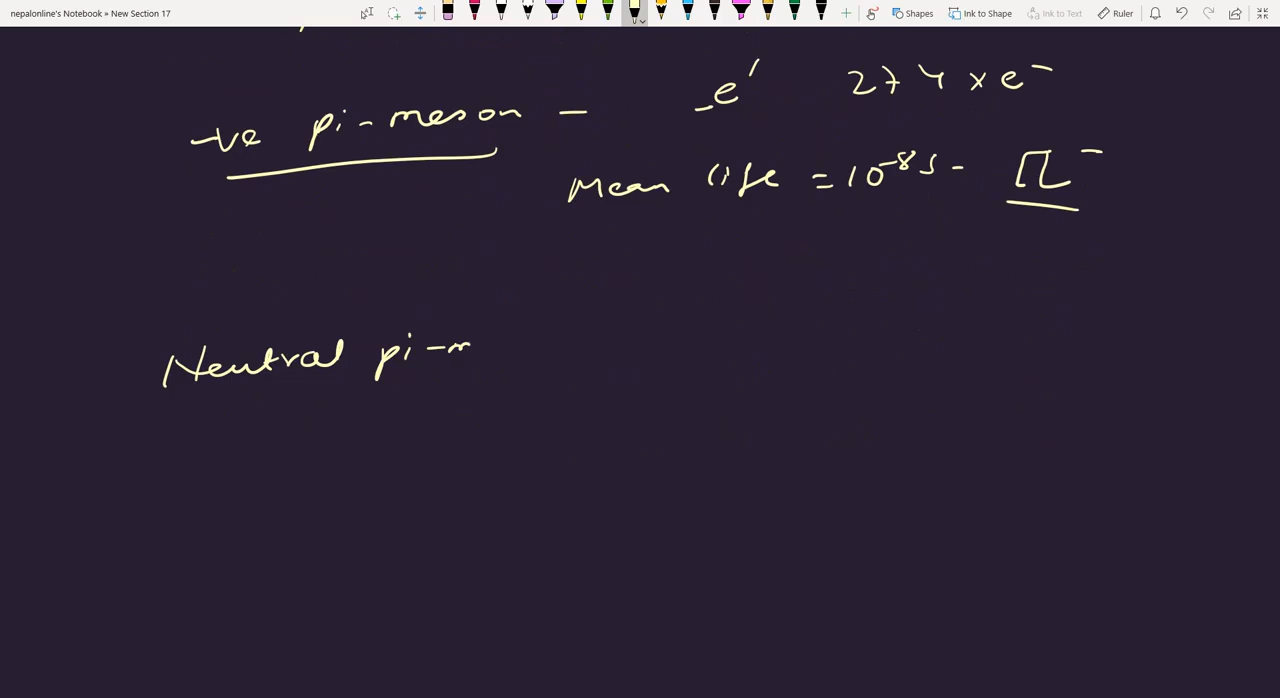 nepalonline's Notebook » New Section 17
Shapes Ink to Shape Ink to Text Ruler
-ve pi-meson - -e' 274 x e⁻
Mean life = 10⁻⁸s - π⁻
Neutral pi-m